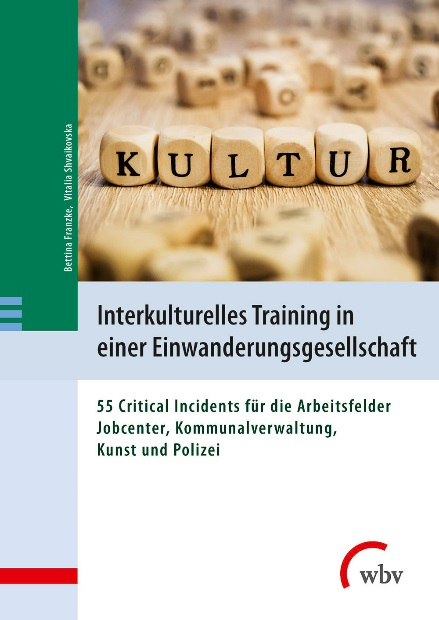 Bettina Franzke, Vitalia Shvaikovska
KULTUR
Interkulturelles Training in
einer Einwanderungsgesellschaft
55 Critical Incidents für die Arbeitsfelder
Jobcenter, Kommunalverwaltung,
Kunst und Polizei
wbv